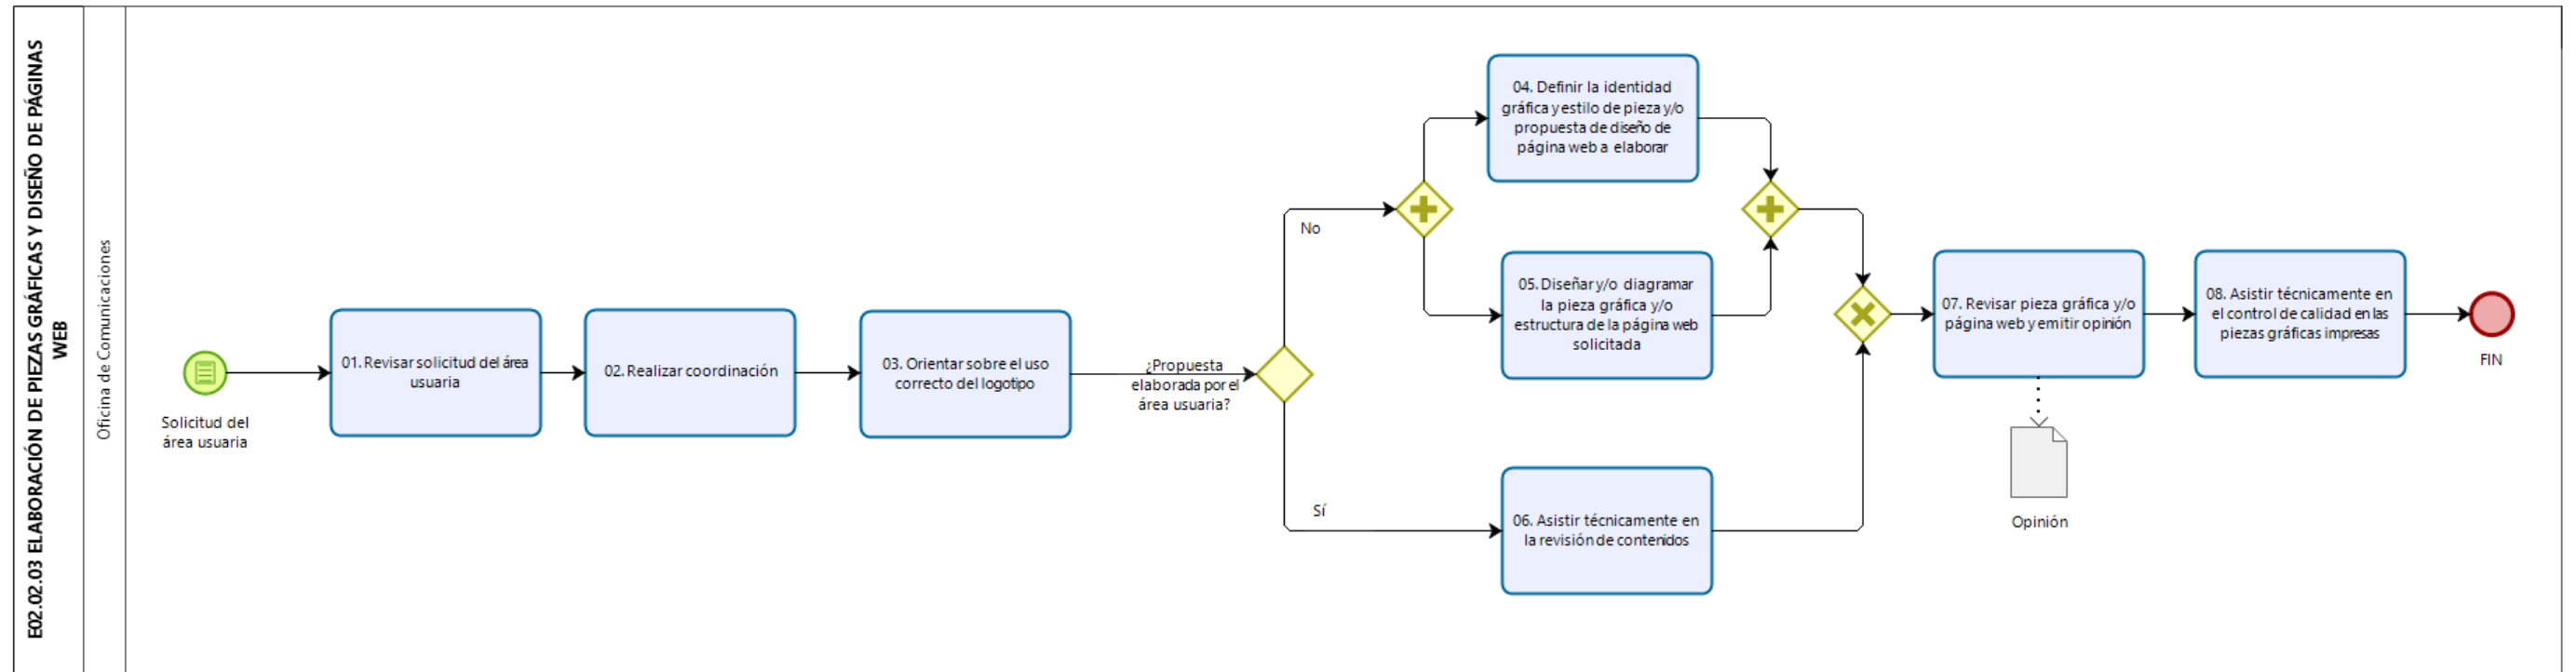 E02.02.03 ELABORACIÓN DE PIEZAS GRÁFICAS Y DISEÑO DE PÁGINAS
WEB
Oficina de Comunicaciones
Solicitud del
área usuaria
01. Revisar solicitud del área
usuaria
02. Realizar coordinación
03. Orientar sobre el uso
correcto del logotipo
¿Propuesta
elaborada por el
área usuaria?
No
Sí
04. Definir la identidad
gráfica y estilo de pieza y/o
propuesta de diseño de
página web a elaborar
05. Diseñar y/o diagramar
la pieza gráfica y/o
estructura de la página web
solicitada
06. Asistir técnicamente en
la revisión de contenidos
07. Revisar pieza gráfica y/o
página web y emitir opinión
Opinión
08. Asistir técnicamente en
el control de calidad en las
piezas gráficas impresas
FIN